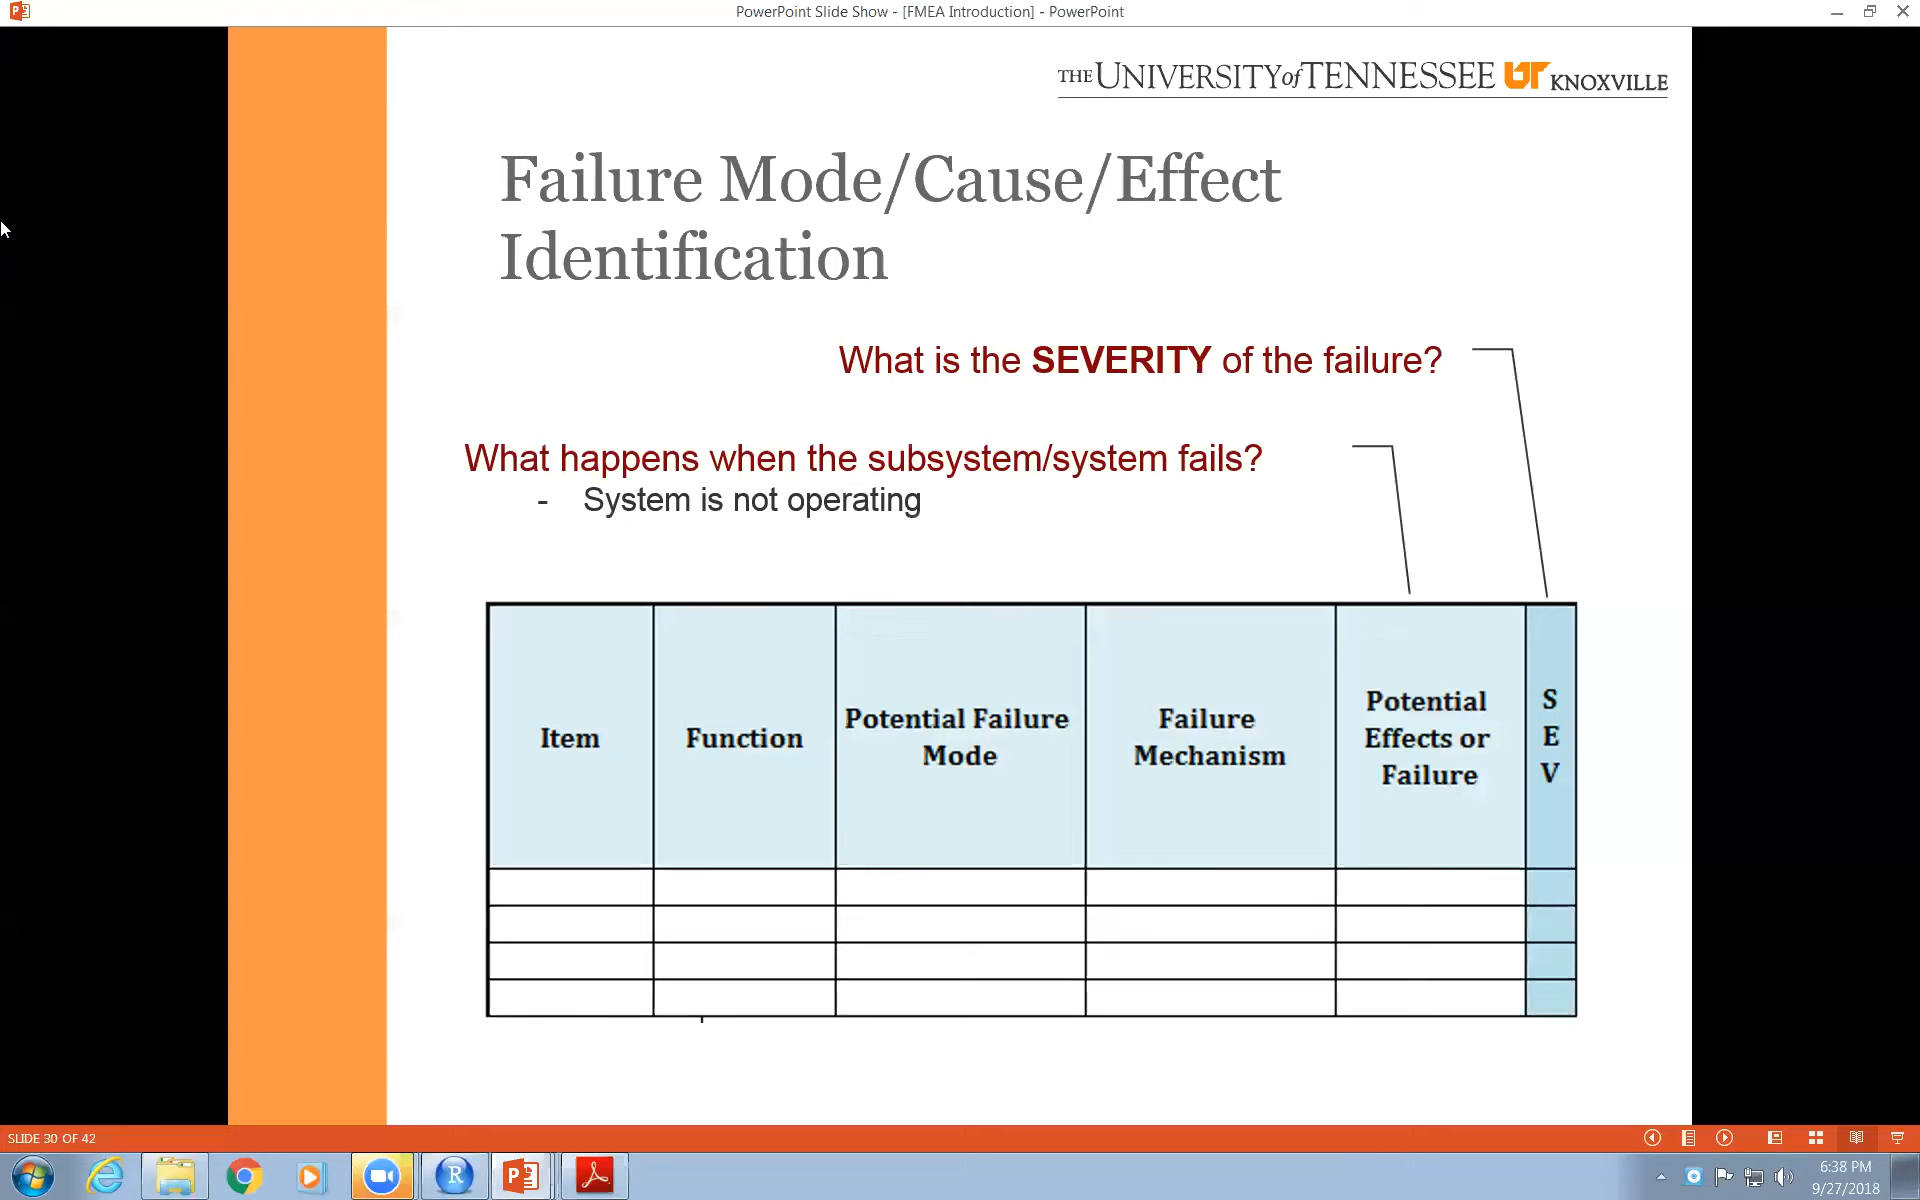 PowerPoint Slide Show - [FMEA Introduction] - PowerPoint
THE UNIVERSITY of TENNESSEE UT KNOXVILLE
Failure Mode/Cause/Effect
Identification
What is the SEVERITY of the failure?
What happens when the subsystem/system fails?
- System is not operating
Item
Function
Potential Failure
Mode
Failure
Mechanism
Potential
Effects or
Failure
S
E
V
SLIDE 30 OF 42
6:38 PM
9/27/2018